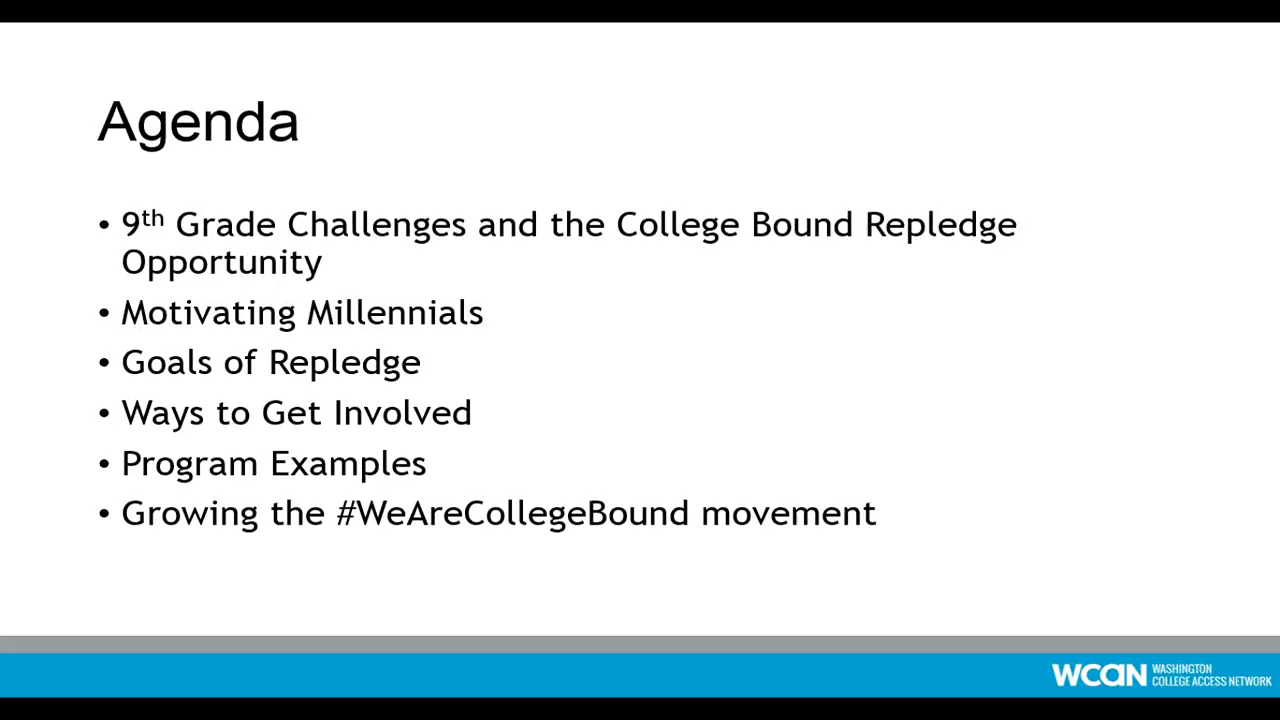 Agenda
• 9th Grade Challenges and the College Bound Repledge
Opportunity
• Motivating Millennials
• Goals of Repledge
• Ways to Get Involved
• Program Examples
• Growing the #WeAreCollegeBound movement
WCAN WASHINGTON
COLLEGE ACCESS NETWORK